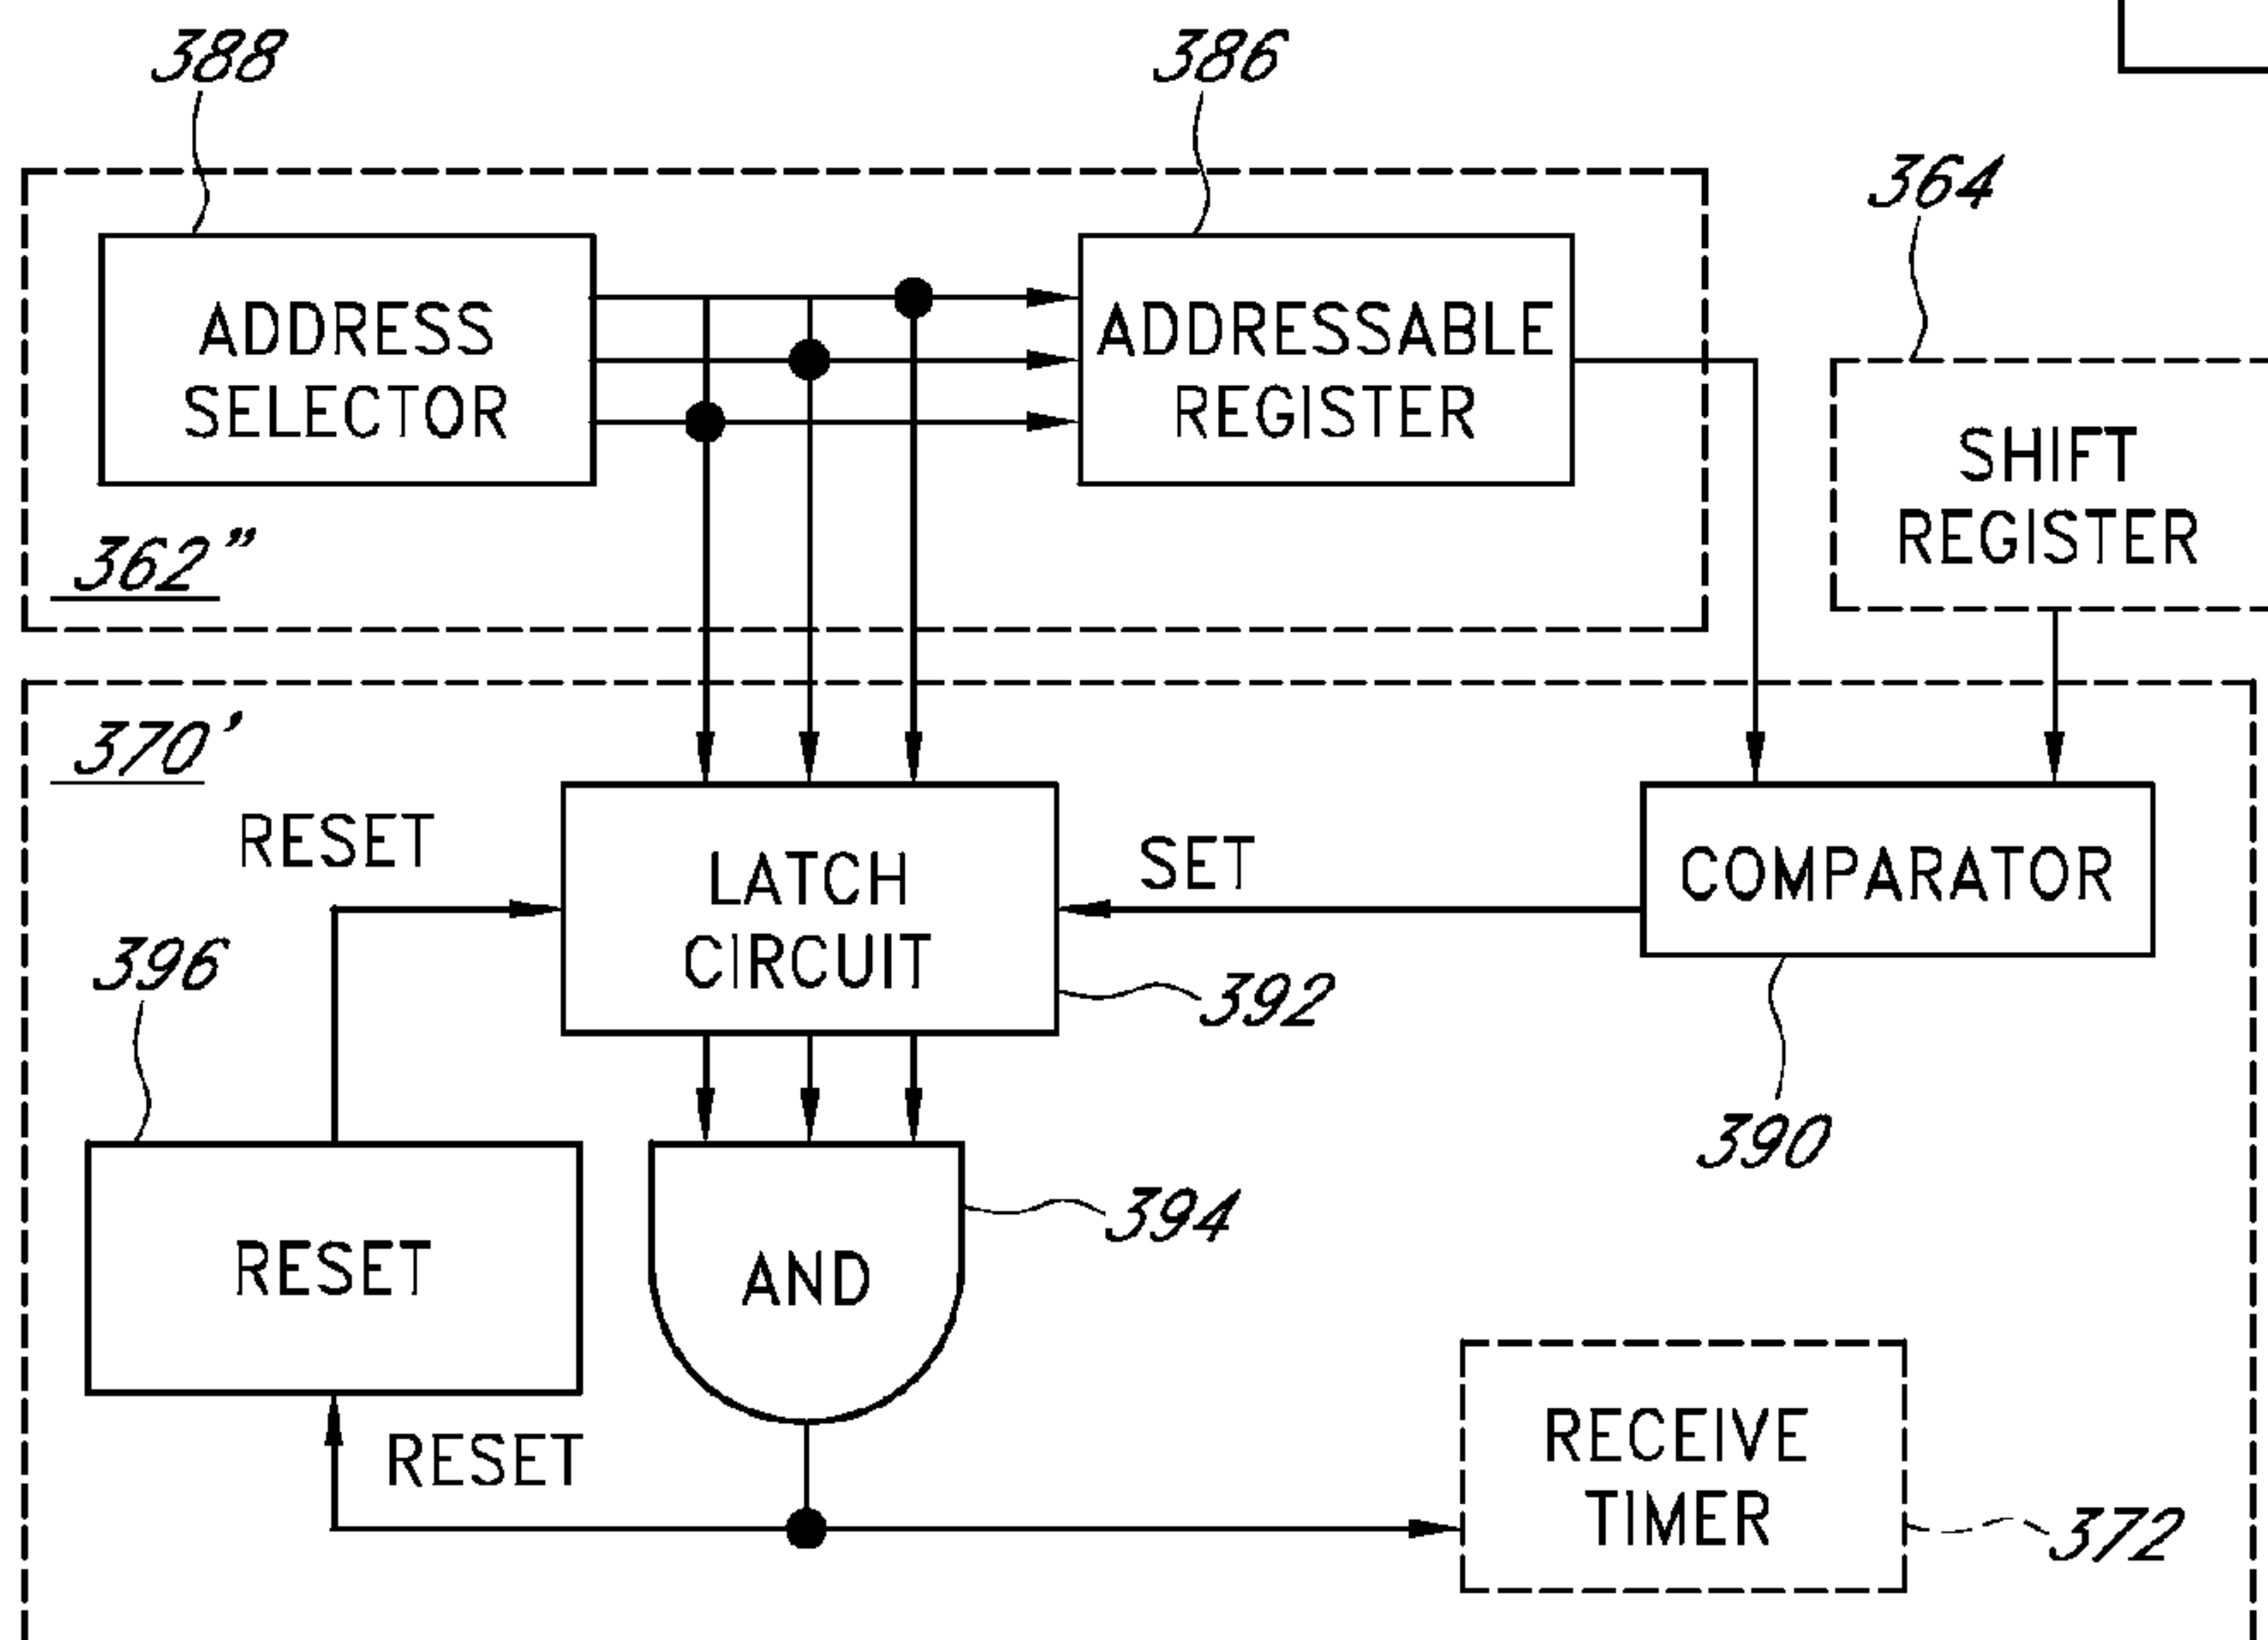 388
386
364
ADDRESS
SELECTOR
ADDRESSABLE
REGISTER
SHIFT
REGISTER
362"
370'
RESET
LATCH
CIRCUIT
SET
COMPARATOR
396
392
390
394
RESET
AND
RESET
RECEIVE
TIMER
372